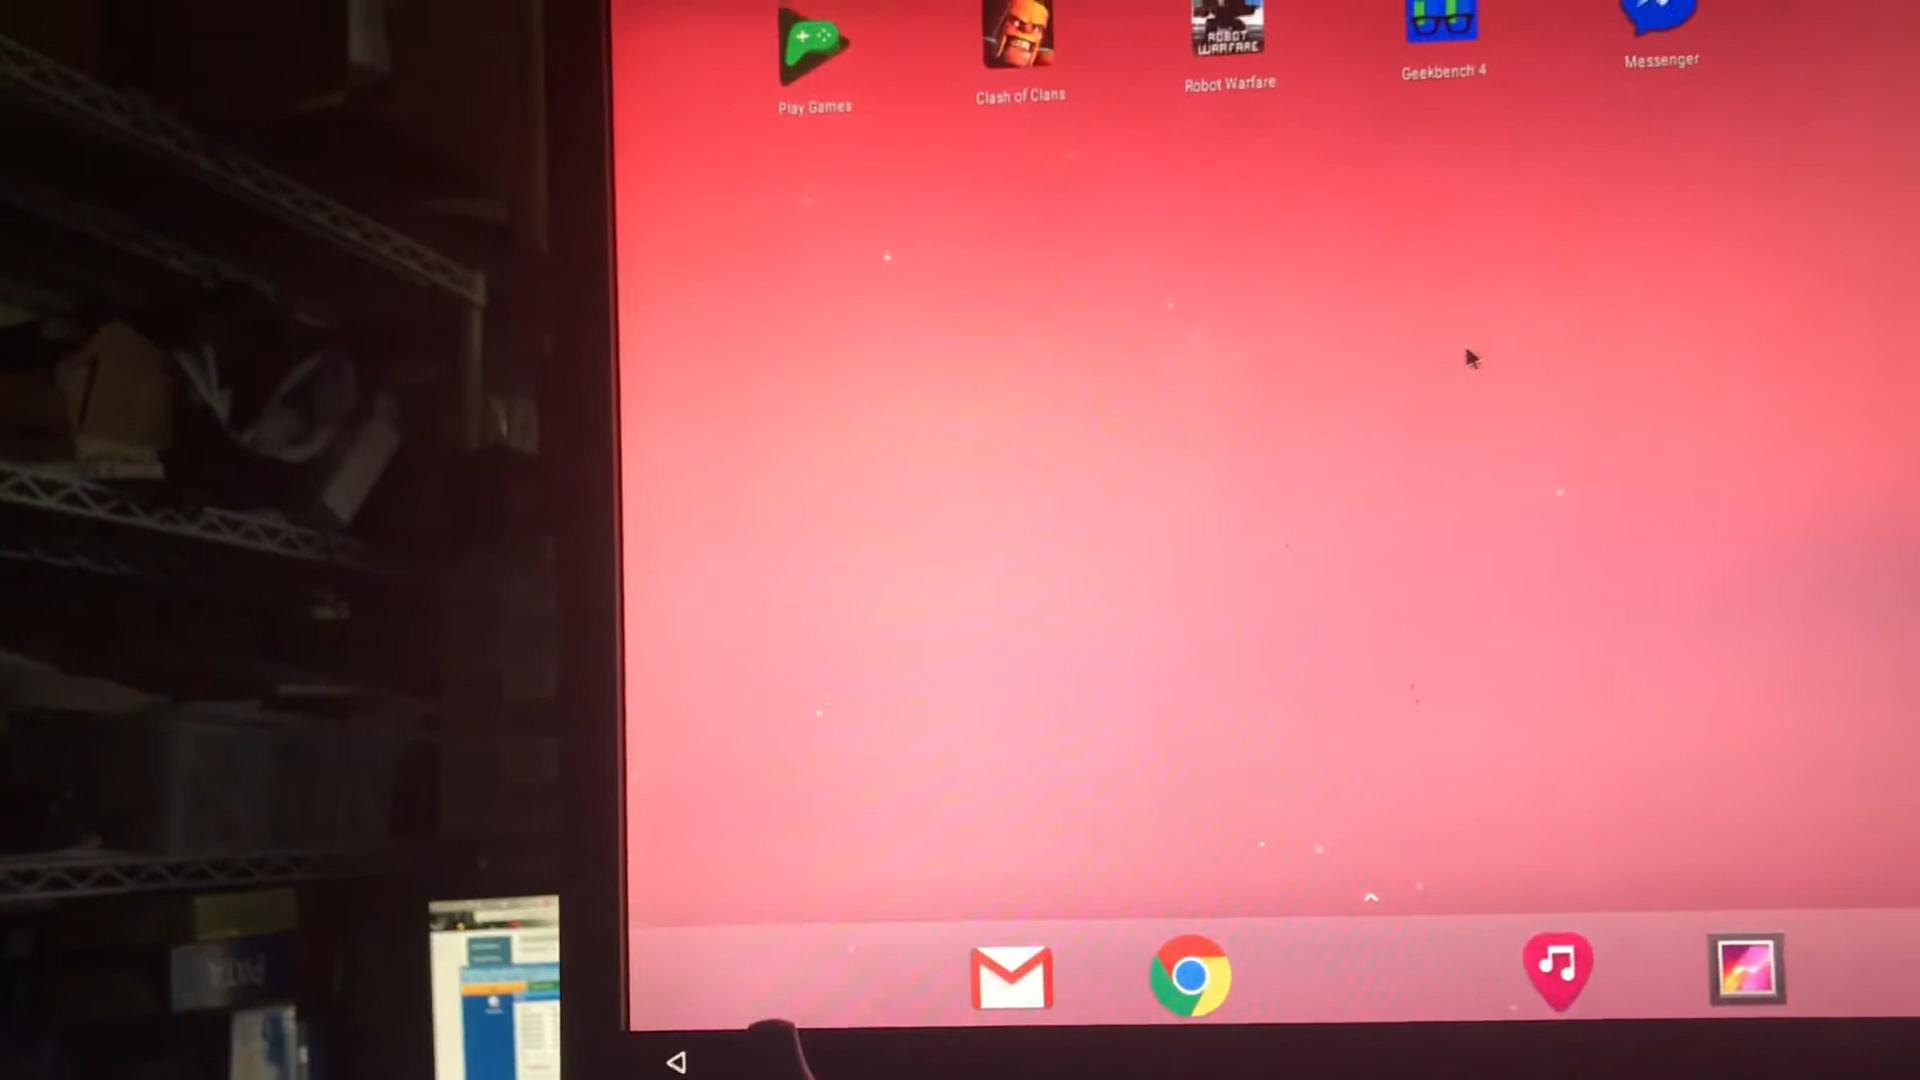 ROBOT
WARFARE
Play Games
Clash of Clans
Robot Warfare
Geekbench 4
Messenger